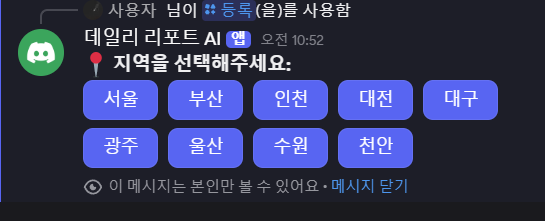 사용자 님이 등록(을)를 사용함
데일리 리포트 AI 앱 오전 10:52
지역을 선택해주세요:
서울 부산 인천 대전 대구
광주 울산 수원 천안
이 메시지는 본인만 볼 수 있어요 • 메시지 닫기